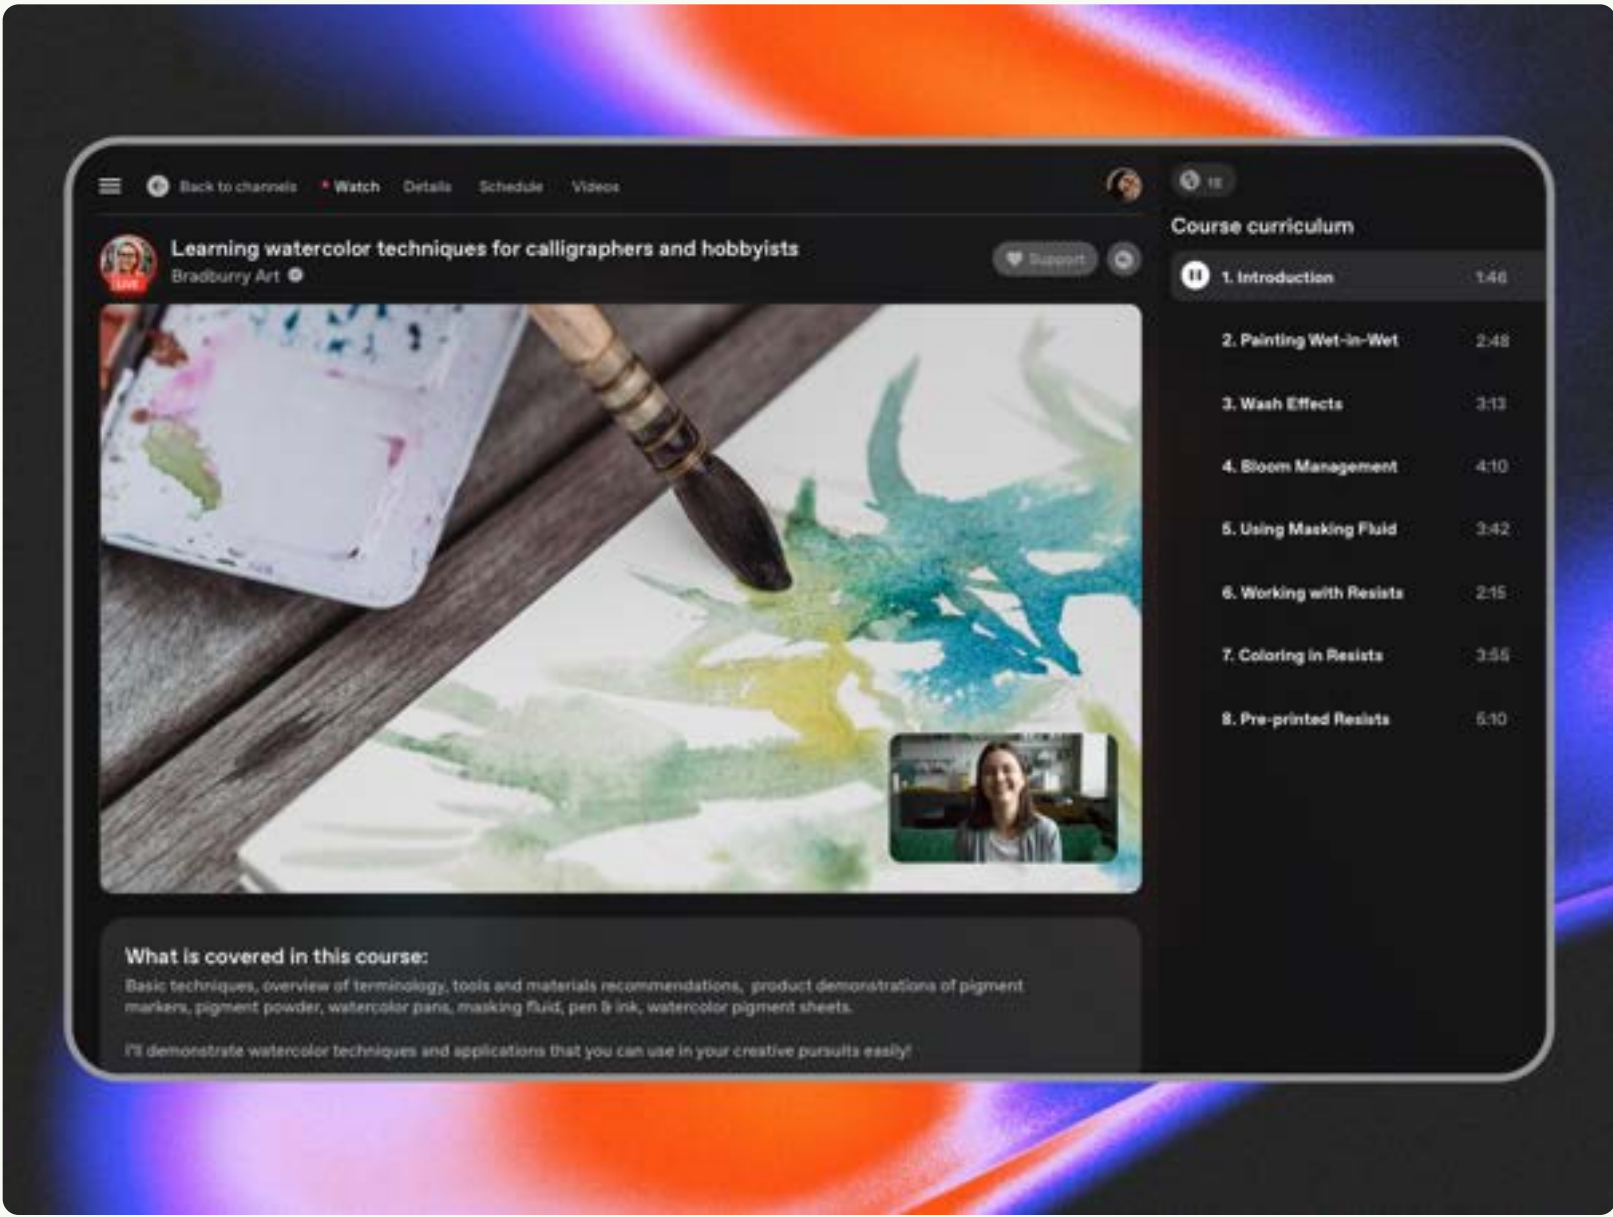 Back to channels
Watch
Details
Schedule
Videos
Learning watercolor techniques for calligraphers and hobbyists
Bradburry Art
LIVE
Support
What is covered in this course:
Basic techniques, overview of terminology, tools and materials recommendations, product demonstrations of pigment
markers, pigment powder, watercolor pans, masking fluid, pen & ink, watercolor pigment sheets.
I'll demonstrate watercolor techniques and applications that you can use in your creative pursuits easily!
Course curriculum
1. Introduction 1:46
2. Painting Wet-in-Wet 2:48
3. Wash Effects 3:13
4. Bloom Management 4:10
5. Using Masking Fluid 3:42
6. Working with Resists 2:15
7. Coloring in Resists 3:55
8. Pre-printed Resists 5:10